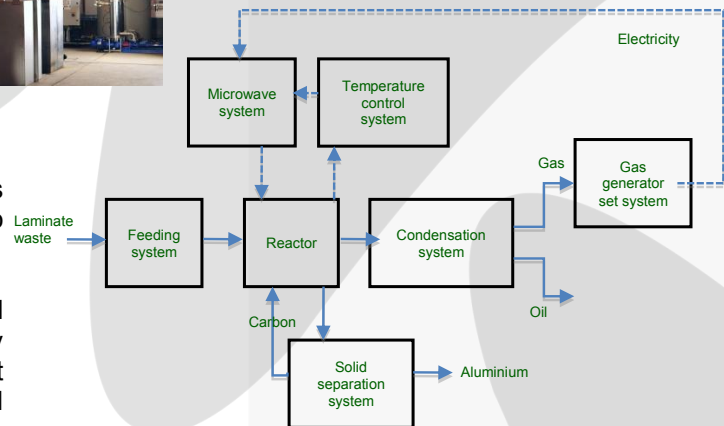 Electricity
Microwave
system
Temperature
control
system
Gas
Gas
generator
set system
Laminate
waste
Feeding
system
Reactor
Condensation
system
Carbon
Oil
Solid
separation
system
Aluminium